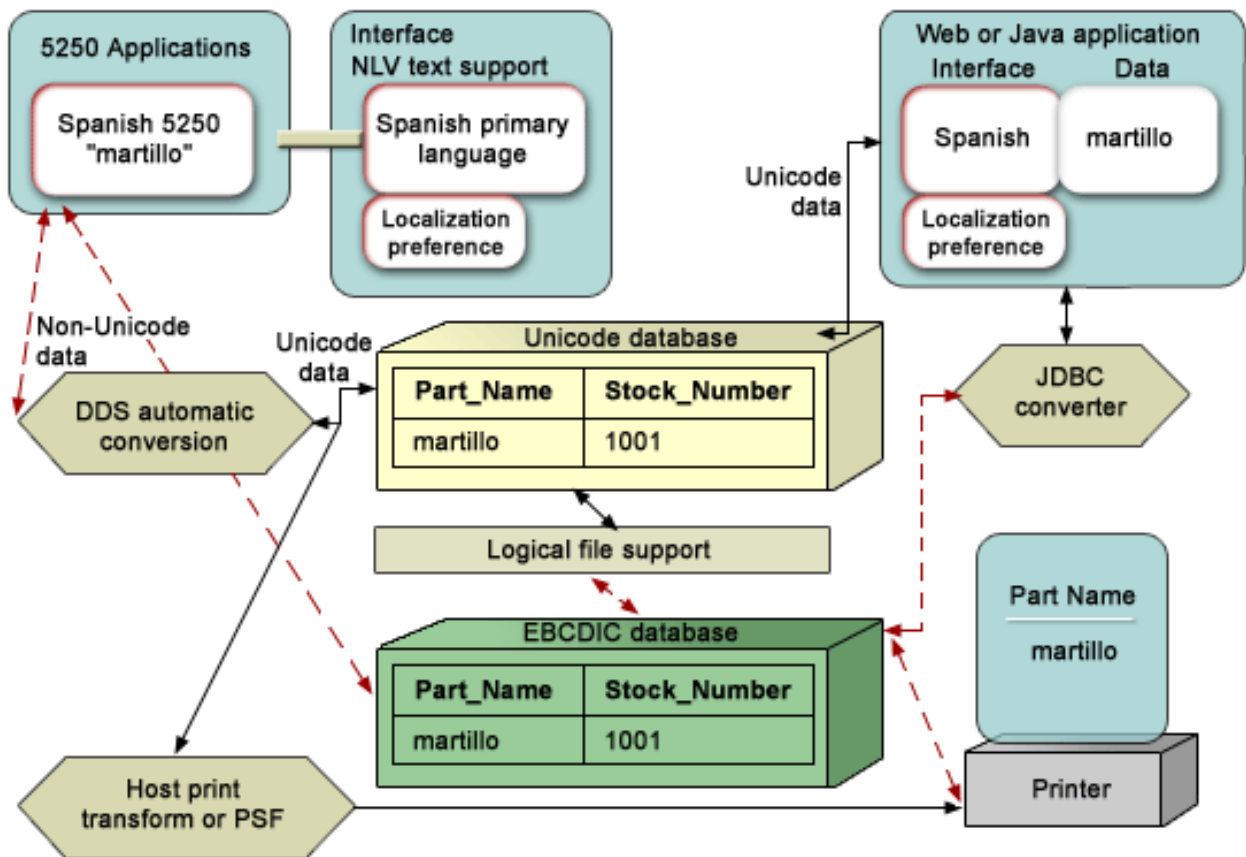 5250 Applications
Spanish 5250
"martillo"
Interface
NLV text support
Spanish primary
language
Localization
preference
Web or Java application
Interface
Data
Spanish
martillo
Localization
preference
Unicode
data
Non-Unicode
data
Unicode
data
DDS automatic
conversion
Unicode database
Part_Name
Stock_Number
martillo
1001
JDBC
converter
Logical file support
EBCDIC database
Part_Name
Stock_Number
martillo
1001
Part Name
martillo
Host print
transform or PSF
Printer